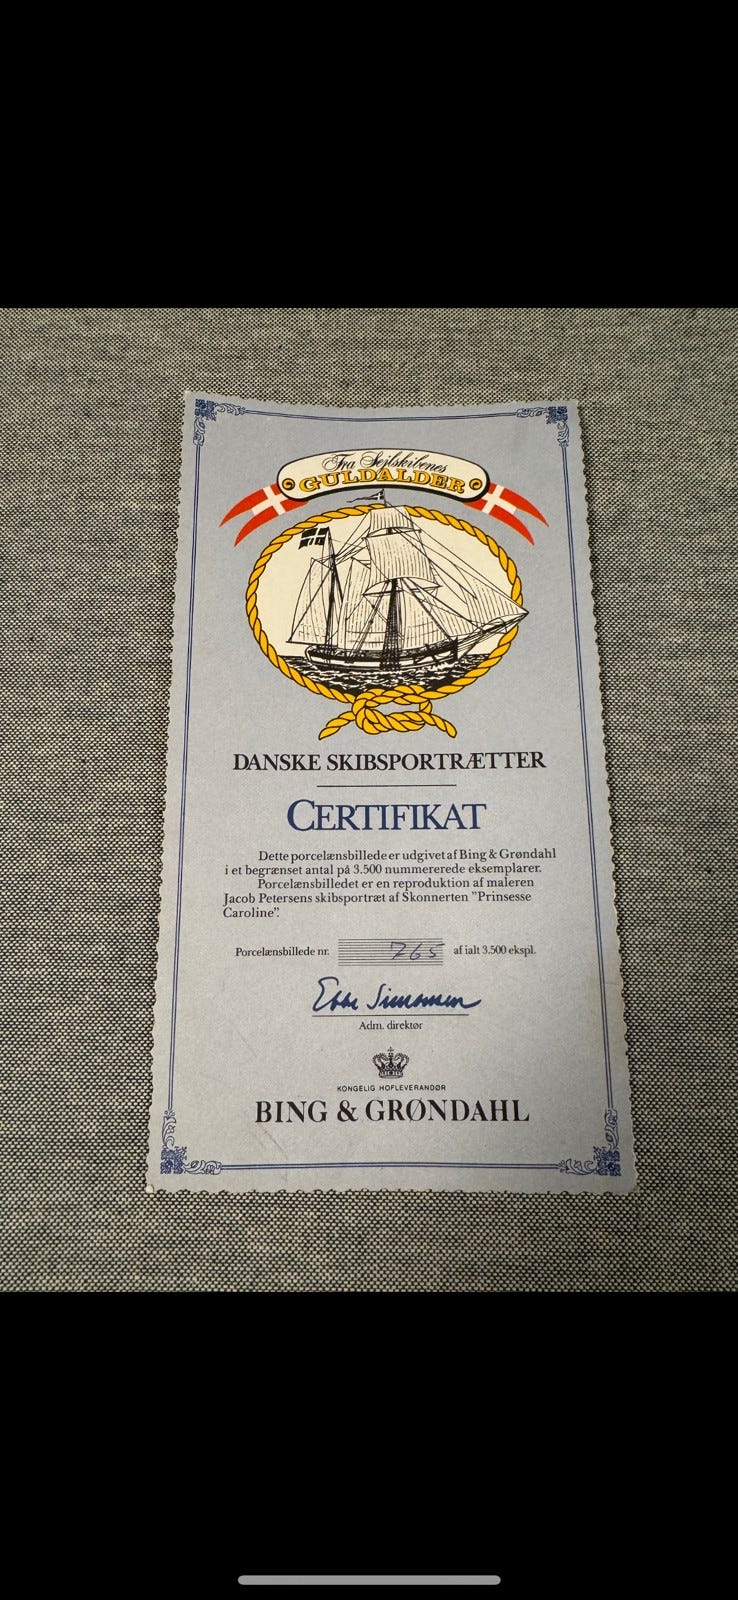 Fra Sejlskibenes
GULDALDER
DANSKE SKIBSPORTRÆTTER
CERTIFIKAT
Dette porcelænsbillede er udgivet af Bing & Grøndahl
i et begrænset antal på 3.500 nummererede eksemplarer.
Porcelænsbilledet er en reproduktion af maleren
Jacob Petersens skibsportræt af Skonnerten "Prinsesse
Caroline".
Porcelænsbillede nr. 765 af ialt 3.500 ekspl.
Ebbe Simonsen
Adm. direktør
KONGELIG HOFLEVERANDØR
BING & GRØNDAHL